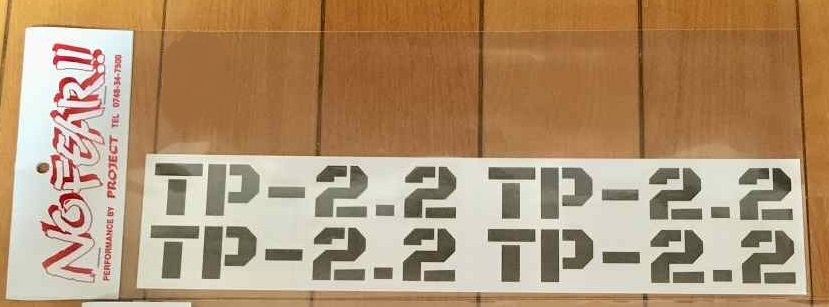 NO FEAR!!
PERFORMANCE BY PROJECT TEL 0748-34-7500
TP-2.2 TP-2.2
TP-2.2 TP-2.2